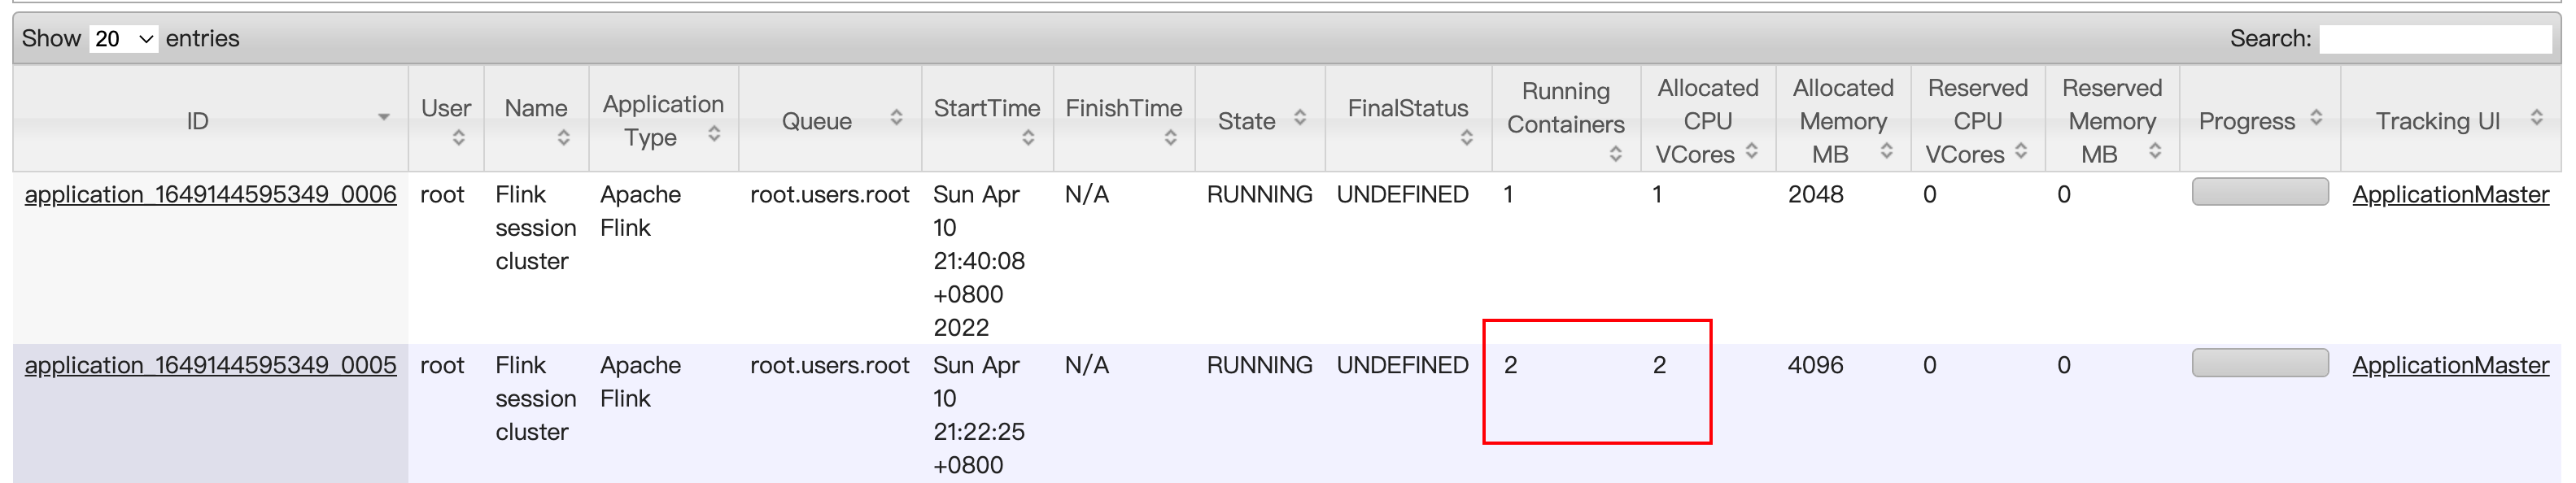 Show 20 entries Search:
ID User Name Application Type Queue StartTime FinishTime State FinalStatus Running Containers Allocated CPU VCores Allocated Memory MB Reserved CPU VCores Reserved Memory MB Progress Tracking UI
application_1649144595349_0006 root Flink session cluster Apache Flink root.users.root Sun Apr 10 21:40:08 +0800 2022 N/A RUNNING UNDEFINED 1 1 2048 0 0 ApplicationMaster
application_1649144595349_0005 root Flink session cluster Apache Flink root.users.root Sun Apr 10 21:22:25 +0800 N/A RUNNING UNDEFINED 2 2 4096 0 0 ApplicationMaster